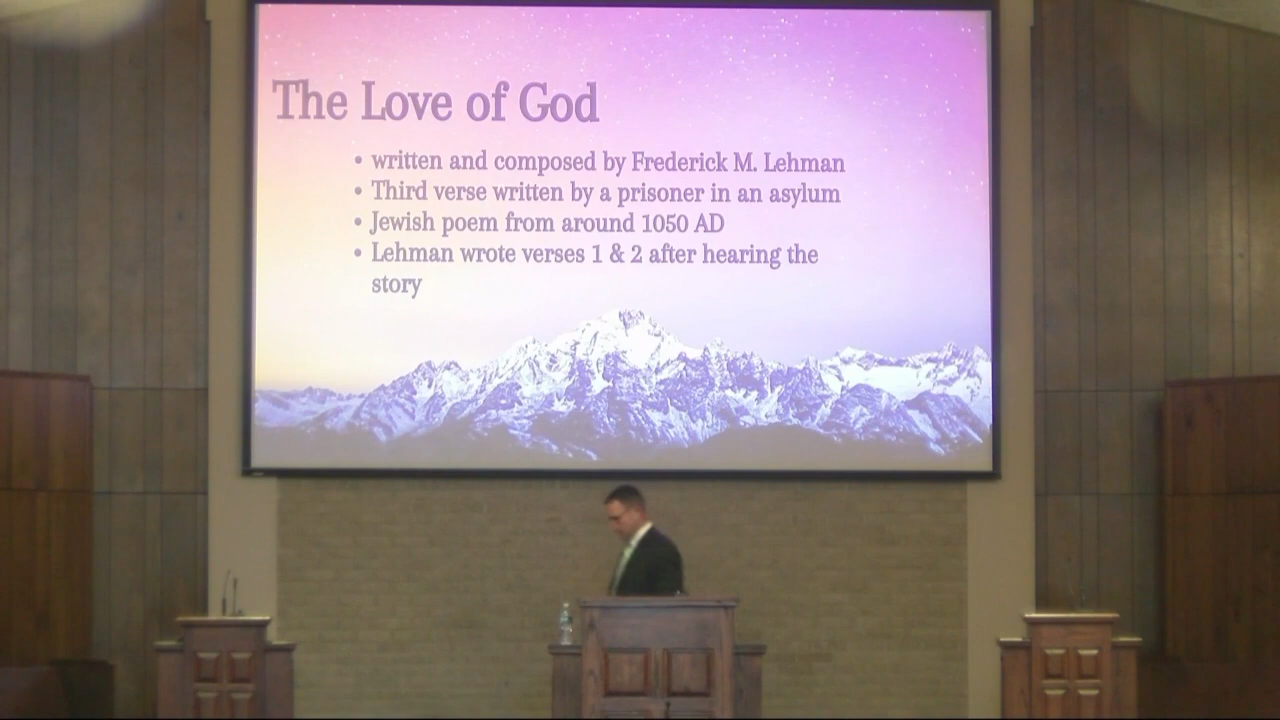 The Love of God
• written and composed by Frederick M. Lehman
• Third verse written by a prisoner in an asylum
• Jewish poem from around 1050 AD
• Lehman wrote verses 1 & 2 after hearing the
story